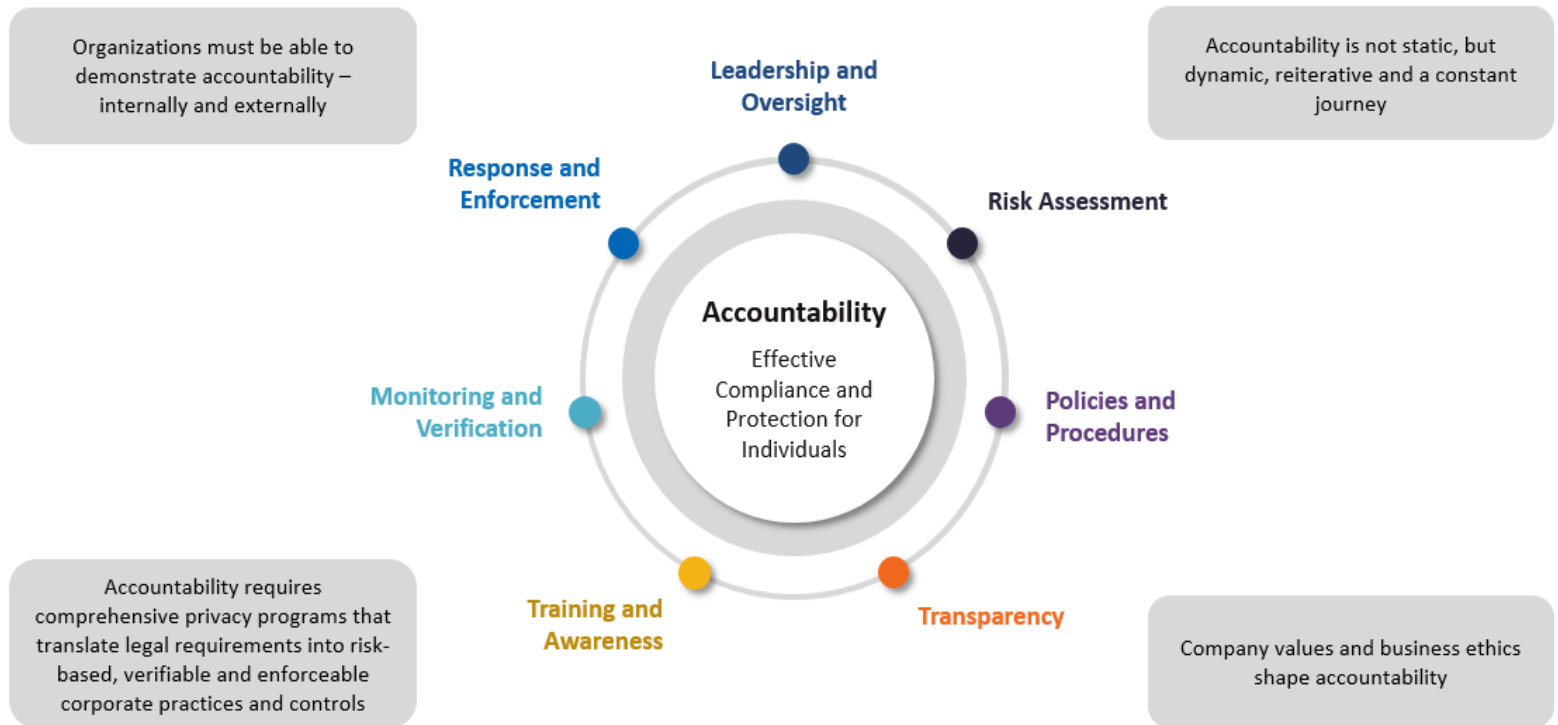 Organizations must be able to
demonstrate accountability –
internally and externally
Accountability is not static, but
dynamic, reiterative and a constant
journey
Leadership and
Oversight
Response and
Enforcement
Risk Assessment
Accountability
Effective
Compliance and
Protection for
Individuals
Monitoring and
Verification
Policies and
Procedures
Training and
Awareness
Transparency
Accountability requires
comprehensive privacy programs that
translate legal requirements into risk-
based, verifiable and enforceable
corporate practices and controls
Company values and business ethics
shape accountability